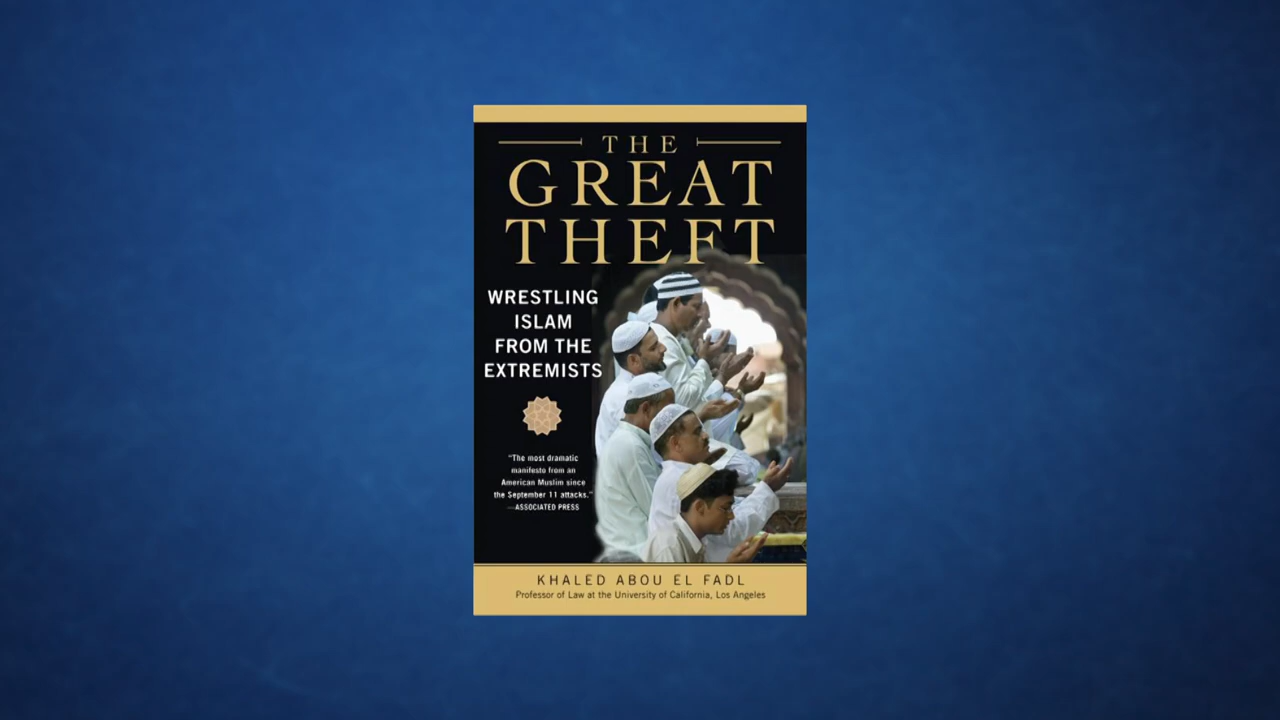 THE
GREAT
THEFT
WRESTLING
ISLAM
FROM THE
EXTREMISTS
"The most dramatic
manifesto from an
American Muslim since
the September 11 attacks."
—ASSOCIATED PRESS
KHALED ABOU EL FADL
Professor of Law at the University of California, Los Angeles